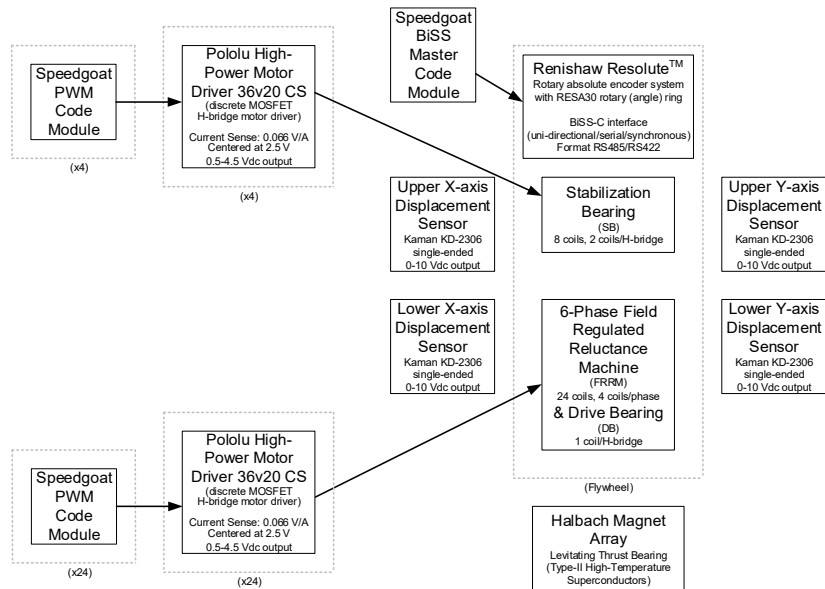 Speedgoat
PWM
Code
Module
(x4)
Pololu High-
Power Motor
Driver 36v20 CS
(discrete MOSFET
H-bridge motor driver)
Current Sense: 0.066 V/A
Centered at 2.5 V
0.5-4.5 Vdc output
(x4)
Speedgoat
BiSS
Master
Code
Module
Renishaw Resolute™
Rotary absolute encoder system
with RESA30 rotary (angle) ring
BiSS-C interface
(uni-directional/serial/synchronous)
Format RS485/RS422
Upper X-axis
Displacement
Sensor
Kaman KD-2306
single-ended
0-10 Vdc output
Stabilization
Bearing
(SB)
8 coils, 2 coils/H-bridge
Upper Y-axis
Displacement
Sensor
Kaman KD-2306
single-ended
0-10 Vdc output
Lower X-axis
Displacement
Sensor
Kaman KD-2306
single-ended
0-10 Vdc output
6-Phase Field
Regulated
Reluctance
Machine
(FRRM)
24 coils, 4 coils/phase
& Drive Bearing
(DB)
1 coil/H-bridge
Lower Y-axis
Displacement
Sensor
Kaman KD-2306
single-ended
0-10 Vdc output
(Flywheel)
Speedgoat
PWM
Code
Module
(x24)
Pololu High-
Power Motor
Driver 36v20 CS
(discrete MOSFET
H-bridge motor driver)
Current Sense: 0.066 V/A
Centered at 2.5 V
0.5-4.5 Vdc output
(x24)
Halbach Magnet
Array
Levitating Thrust Bearing
(Type-II High-Temperature
Superconductors)